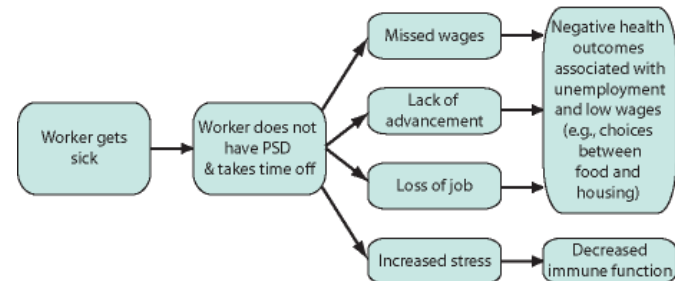 Worker gets
sick
Worker does not
have PSD
& takes time off
Missed wages
Lack of
advancement
Loss of job
Increased stress
Negative health
outcomes
associated with
unemployment
and low wages
(e.g., choices
between
food and
housing)
Decreased
immune function